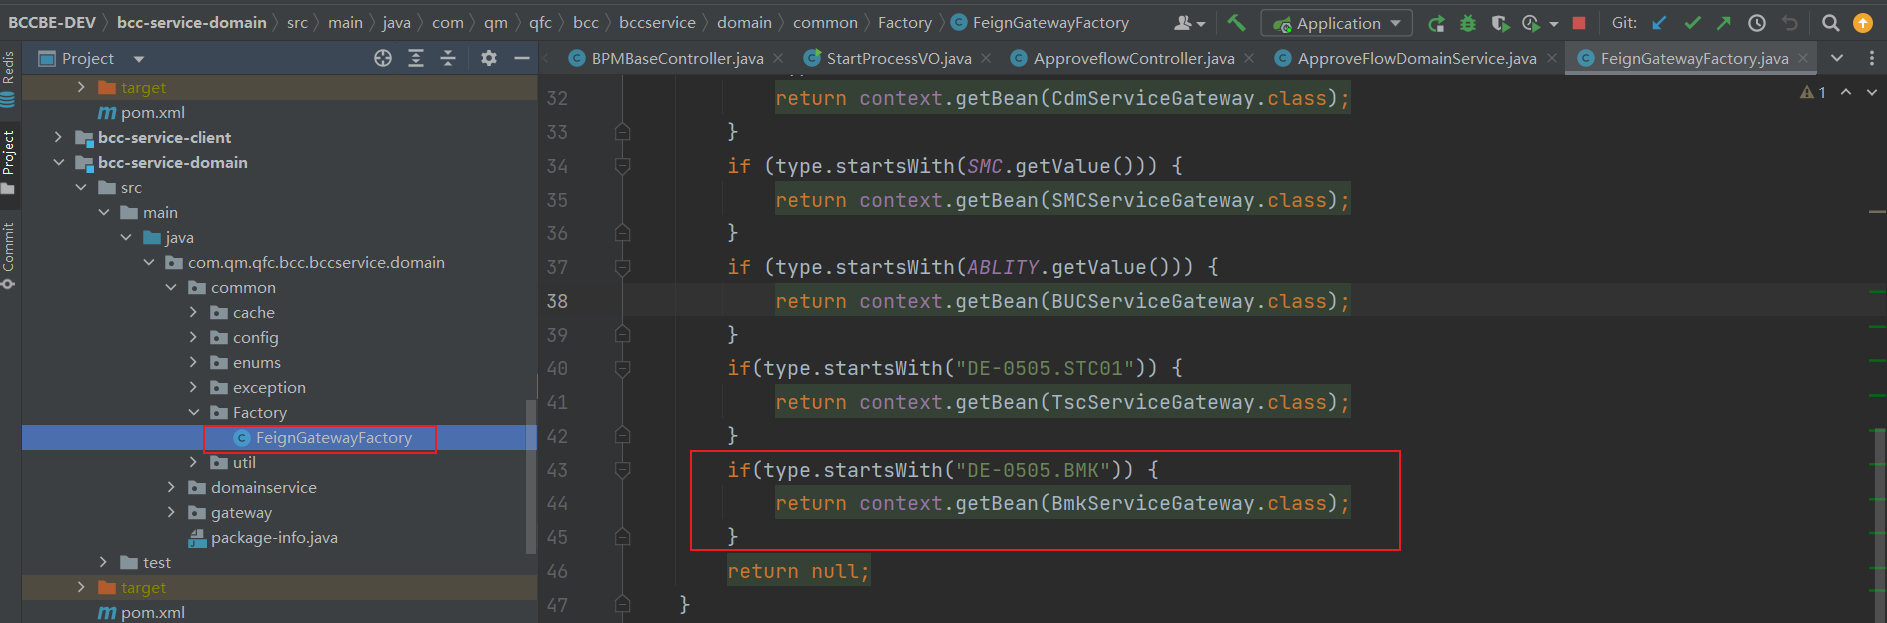 BCCBE-DEV bcc-service-domain src main java com qm qfc bcc bccservice domain common Factory FeignGatewayFactory Application Git:
Project
BPMBaseController.java StartProcessVO.java ApproveflowController.java ApproveFlowDomainService.java FeignGatewayFactory.java
Redis
Project
Commit
target
pom.xml
bcc-service-client
bcc-service-domain
src
main
java
com.qm.qfc.bcc.bccservice.domain
common
cache
config
enums
exception
Factory
FeignGatewayFactory
util
domainservice
gateway
package-info.java
test
target
pom.xml
1
32 return context.getBean(CdmServiceGateway.class);
33 }
34 if (type.startsWith(SMC.getValue())) {
35 return context.getBean(SMCServiceGateway.class);
36 }
37 if (type.startsWith(ABLITY.getValue())) {
38 return context.getBean(BUCServiceGateway.class);
39 }
40 if(type.startsWith("DE-0505.STC01")) {
41 return context.getBean(TscServiceGateway.class);
42 }
43 if(type.startsWith("DE-0505.BMK")) {
44 return context.getBean(BmkServiceGateway.class);
45 }
46 return null;
47 }